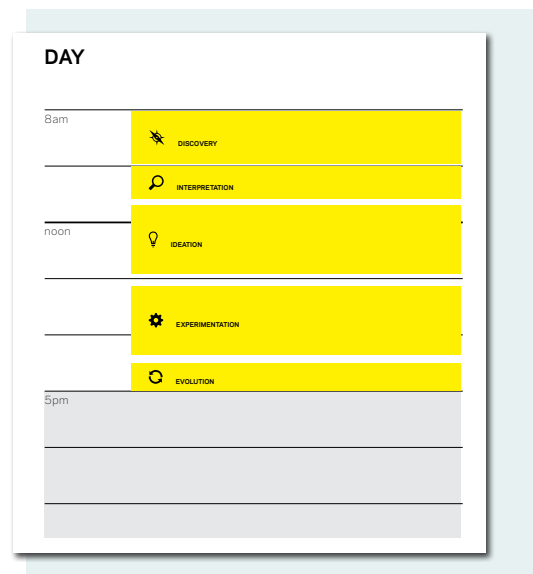 DAY
8am
DISCOVERY
INTERPRETATION
noon
IDEATION
EXPERIMENTATION
EVOLUTION
5pm